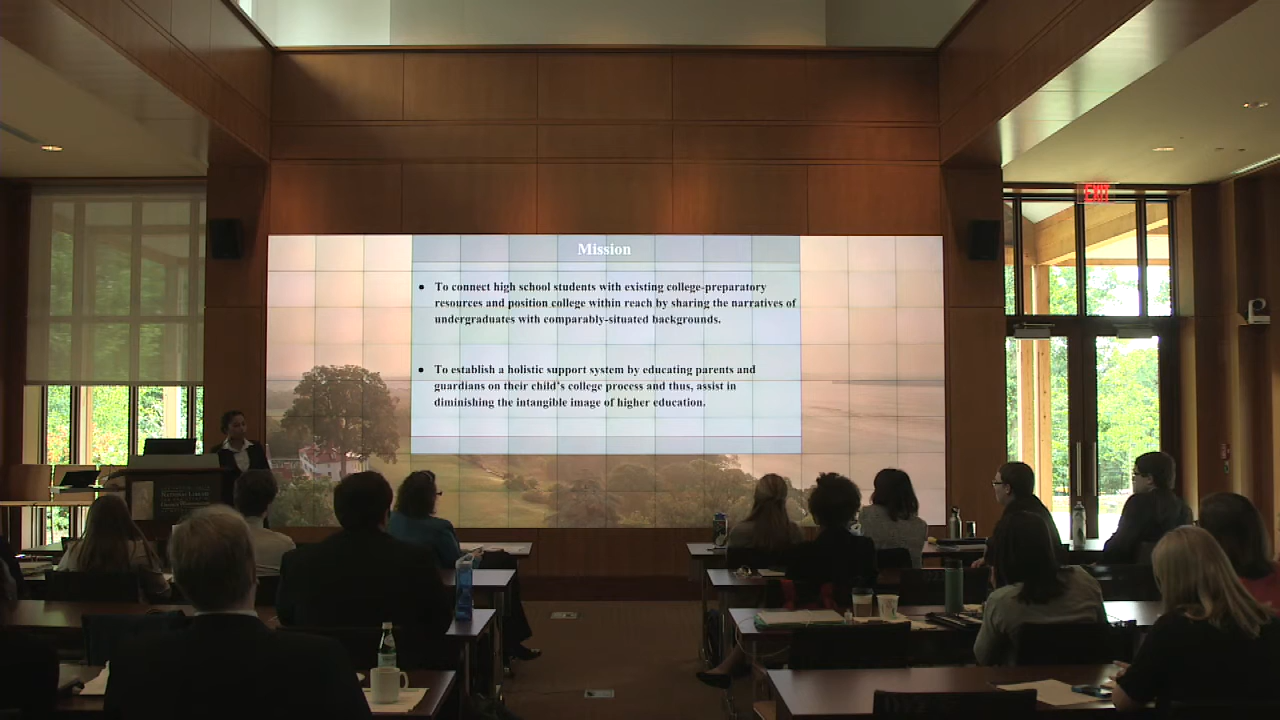 EXIT
Mission
● To connect high school students with existing college-preparatory
resources and position college within reach by sharing the narratives of
undergraduates with comparably-situated backgrounds.
● To establish a holistic support system by educating parents and
guardians on their child's college process and thus, assist in
diminishing the intangible image of higher education.